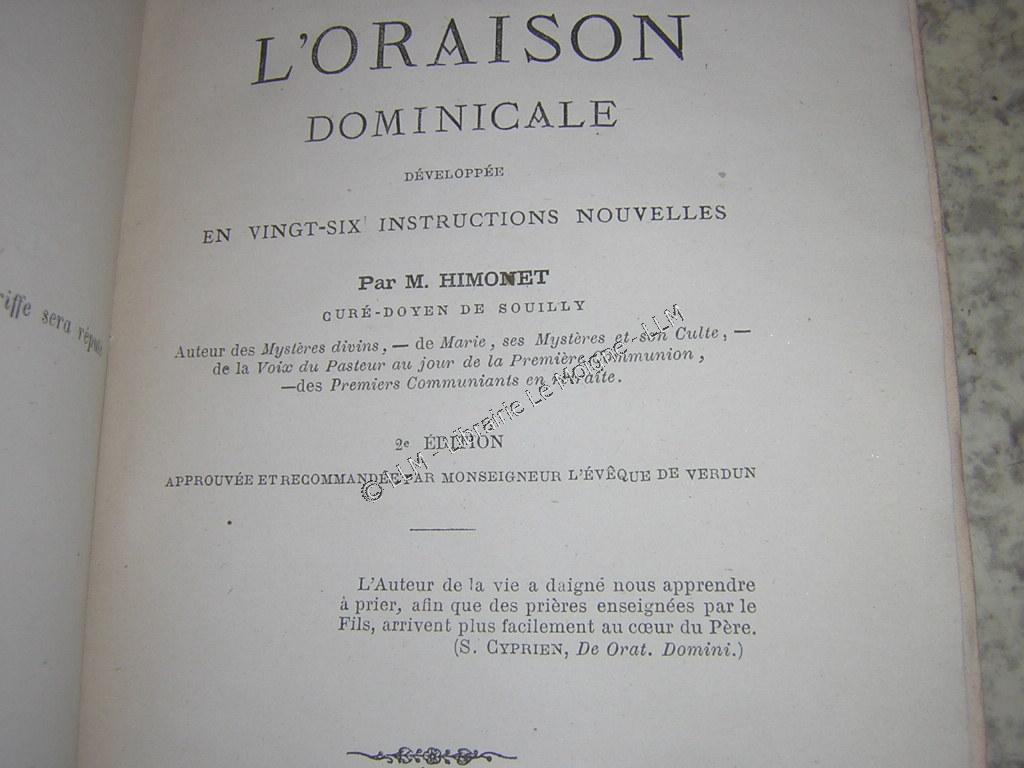 L'ORAISON
DOMINICALE
DÉVELOPPÉE
EN VINGT-SIX INSTRUCTIONS NOUVELLES
Par M. HIMONET
CURÉ-DOYEN DE SOUILLY
Auteur des Mystères divins, — de Marie, ses Mystères et son Culte, —
de la Voix du Pasteur au jour de la Première Communion,
—des Premiers Communiants en retraite.
2e ÉDITION
APPROUVÉE ET RECOMMANDÉE PAR MONSEIGNEUR L'ÉVÊQUE DE VERDUN
L'Auteur de la vie a daigné nous apprendre
à prier, afin que des prières enseignées par le
Fils, arrivent plus facilement au cœur du Père.
(S. CYPRIEN, De Orat. Domini.)
sera
© LLM - Librairie Le Moigne - LLM